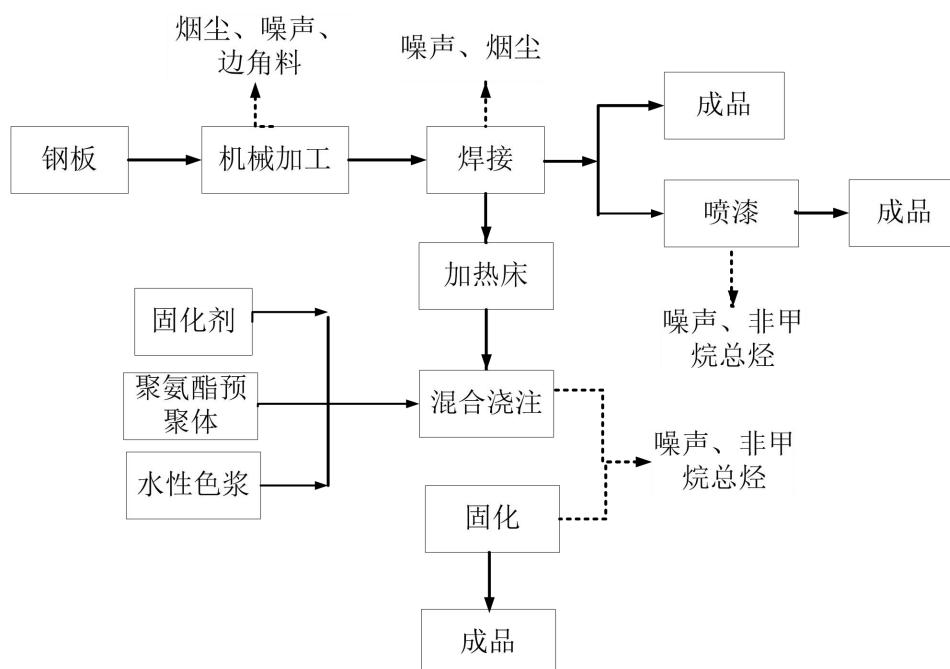 烟尘、噪声、
边角料
噪声、烟尘
成品
钢板
机械加工
焊接
喷漆
成品
加热床
噪声、非甲
烷总烃
固化剂
聚氨酯预
聚体
混合浇注
水性色浆
噪声、非甲
烷总烃
固化
成品